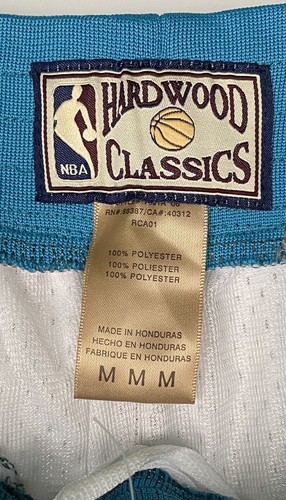 NBA
HARDWOOD
CLASSICS
RN#:88387/CA#:40312
RCA01
100% POLYESTER
100% POLIESTER
100% POLYESTER
MADE IN HONDURAS
HECHO EN HONDURAS
FABRIQUE EN HONDURAS
M M M